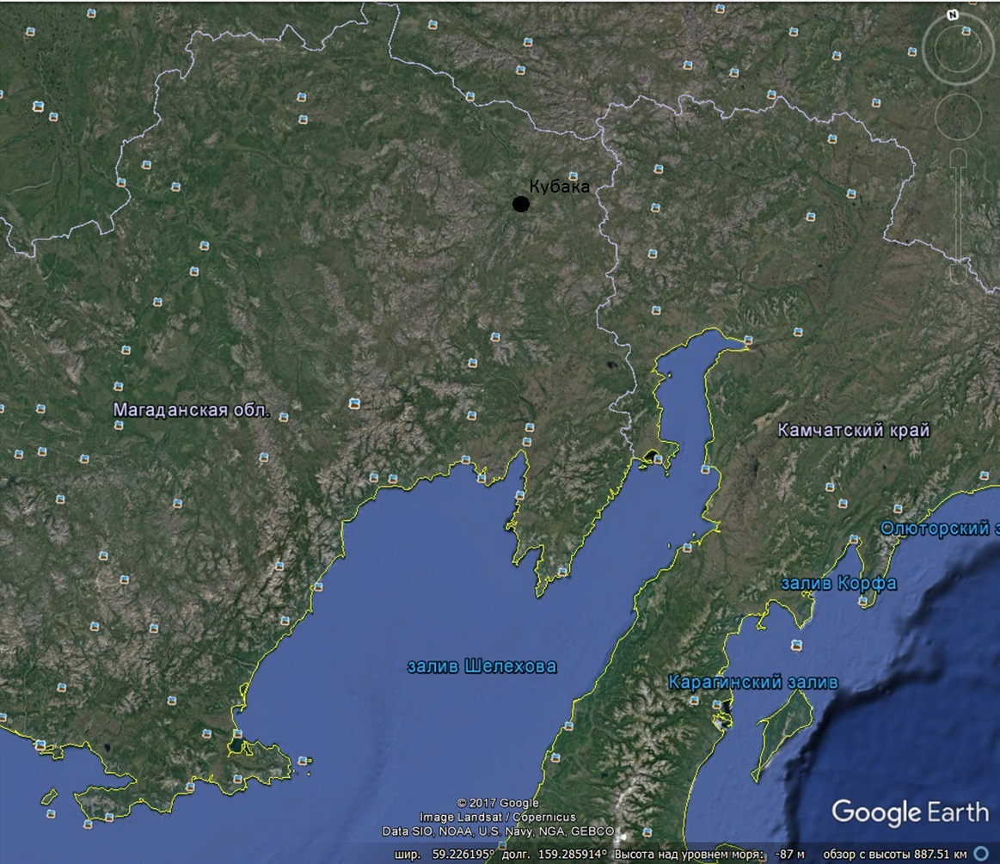 N
Кубака
Магаданская обл.
Камчатский край
Олюторский з
залив Корфа
залив Шелехова
Карагинский залив
© 2017 Google
Image Landsat / Copernicus
Data SIO, NOAA, U.S. Navy, NGA, GEBCO
Google Earth
шир. 59.226195° долг. 159.285914° Высота над уровнем моря: -87 м обзор с высоты 887.51 км